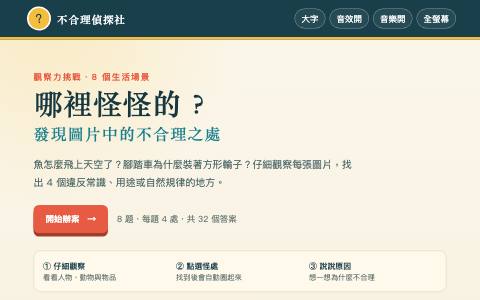 ?
不合理偵探社
大字
音效開
音樂開
全螢幕
觀察力挑戰 · 8 個生活場景
哪裡怪怪的？
發現圖片中的不合理之處
魚怎麼飛上天空了？腳踏車為什麼裝著方形輪子？仔細觀察每張圖片，找
出 4 個違反常識、用途或自然規律的地方。
開始辦案 →
8 題 · 每題 4 處 · 共 32 個答案
① 仔細觀察
看看人物、動物與物品
② 點選怪處
找到後會自動圈起來
③ 說說原因
想一想為什麼不合理